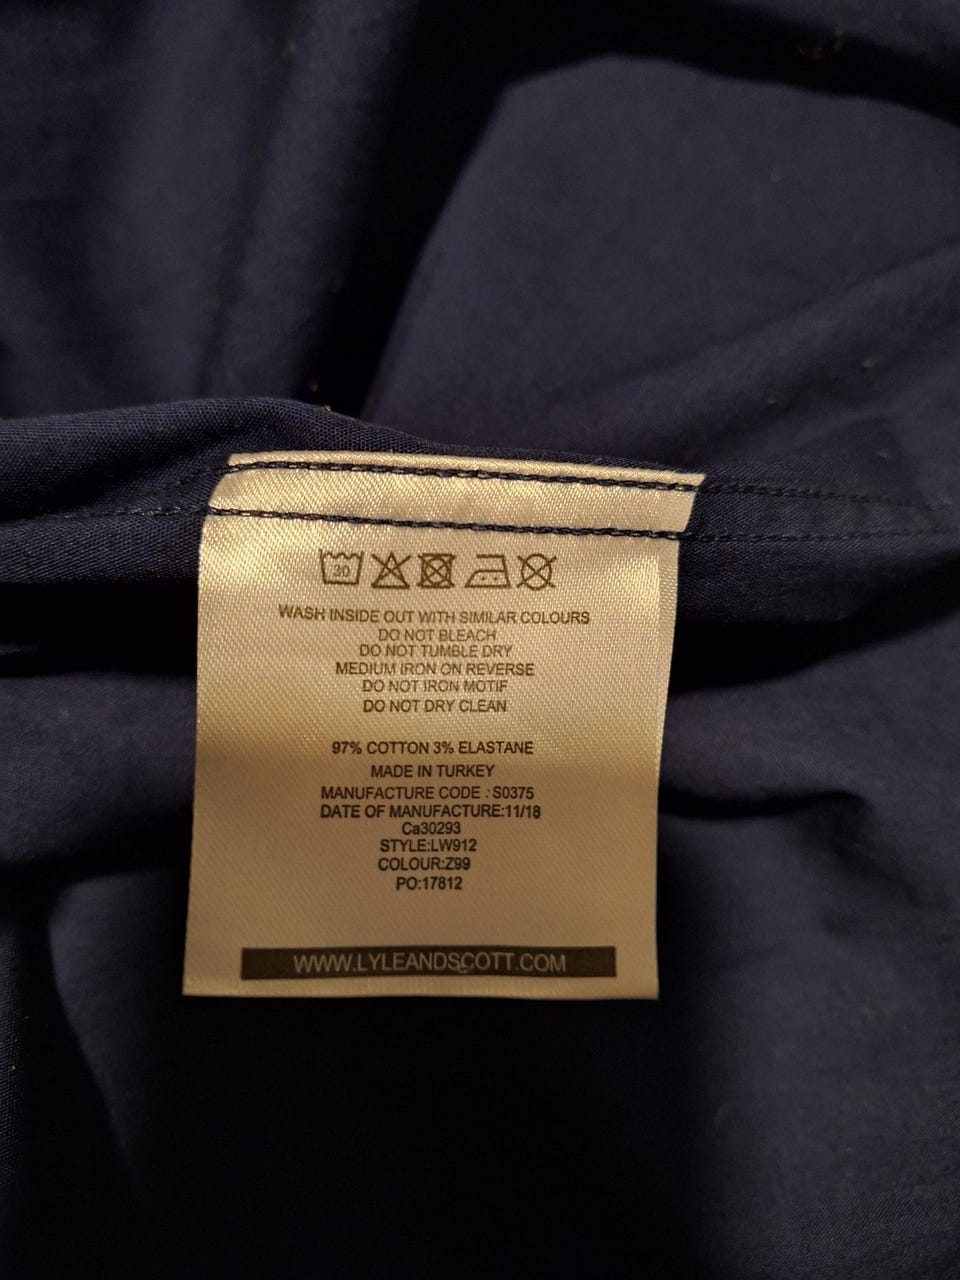 30
WASH INSIDE OUT WITH SIMILAR COLOURS
DO NOT BLEACH
DO NOT TUMBLE DRY
MEDIUM IRON ON REVERSE
DO NOT IRON MOTIF
DO NOT DRY CLEAN
97% COTTON 3% ELASTANE
MADE IN TURKEY
MANUFACTURE CODE : S0375
DATE OF MANUFACTURE:11/18
Ca30293
STYLE:LW912
COLOUR:Z99
PO:17812
WWW.LYLEANDSCOTT.COM